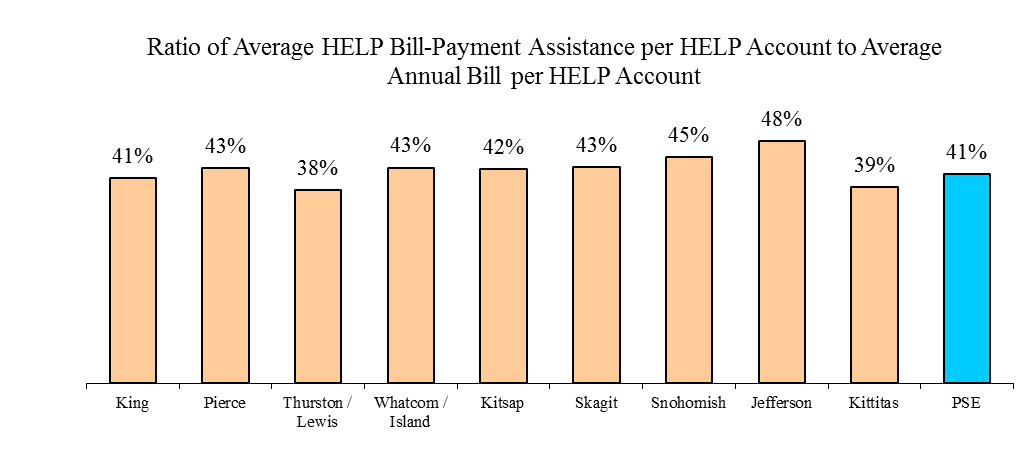 Ratio of Average HELP Bill-Payment Assistance per HELP Account to Average
Annual Bill per HELP Account
41%
43%
38%
43%
42%
43%
45%
48%
39%
41%
King
Pierce
Thurston /
Lewis
Whatcom /
Island
Kitsap
Skagit
Snohomish
Jefferson
Kittitas
PSE